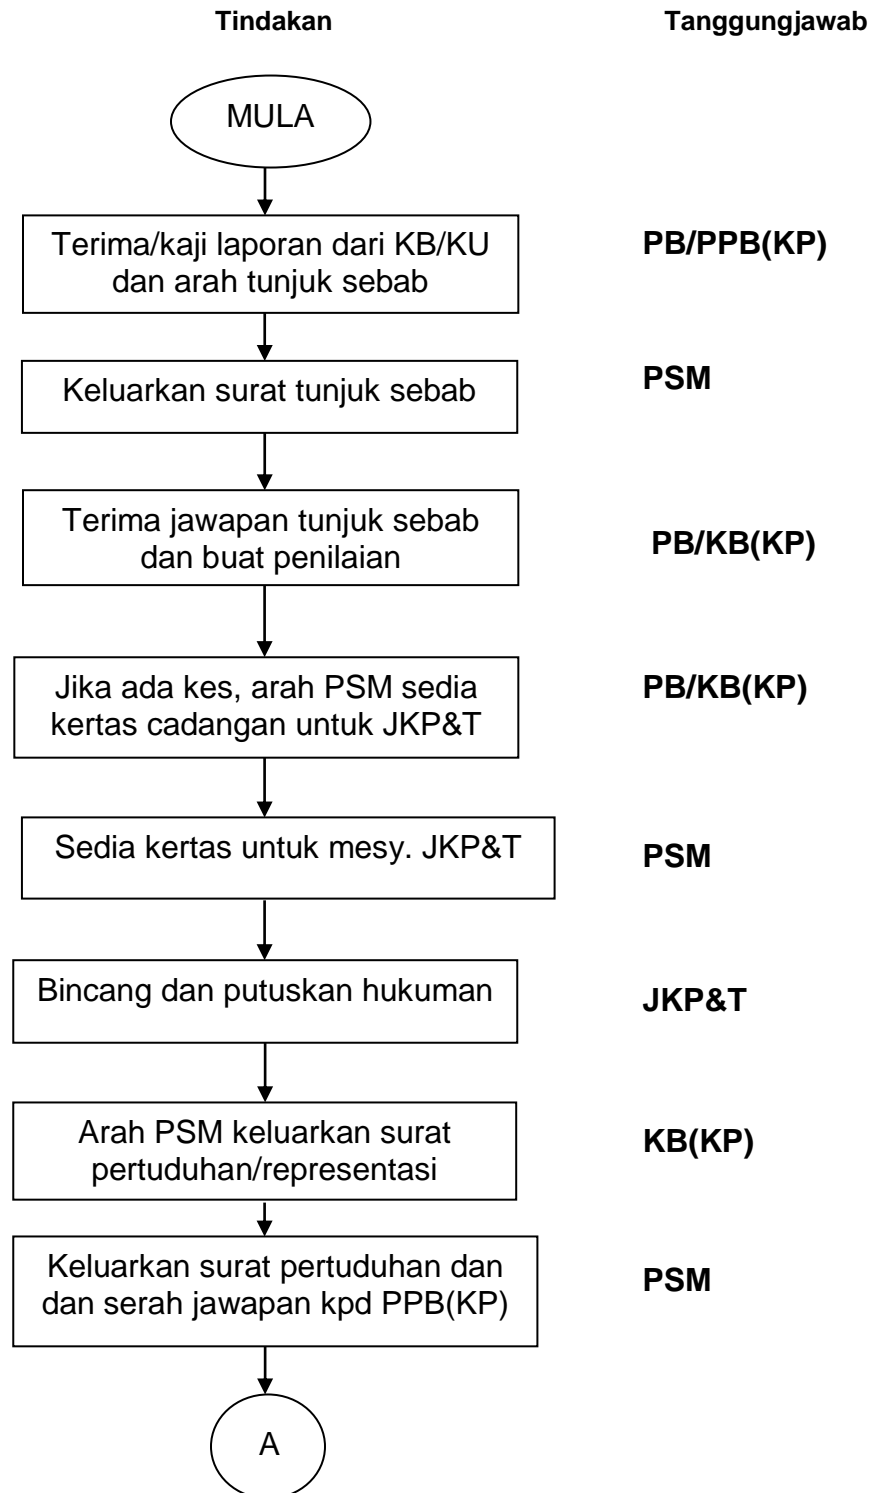 Tindakan
Tanggungjawab
MULA
Terima/kaji laporan dari KB/KU
dan arah tunjuk sebab
PB/PPB(KP)
Keluarkan surat tunjuk sebab
PSM
Terima jawapan tunjuk sebab
dan buat penilaian
PB/KB(KP)
Jika ada kes, arah PSM sedia
kertas cadangan untuk JKP&T
PB/KB(KP)
Sedia kertas untuk mesy. JKP&T
PSM
Bincang dan putuskan hukuman
JKP&T
Arah PSM keluarkan surat
pertuduhan/representasi
KB(KP)
Keluarkan surat pertuduhan dan
dan serah jawapan kpd PPB(KP)
PSM
A